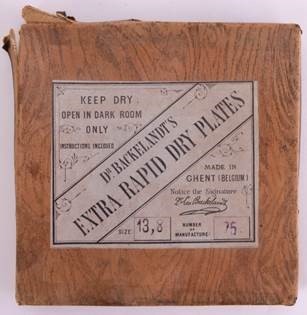 KEEP DRY
OPEN IN DARK ROOM
ONLY
INSTRUCTIONS INCLUDED
DR BACKELANDT'S
EXTRA RAPID DRY PLATES
MADE IN
GHENT (BELGIUM)
Notice the Signature
SIZE 13,8
NUMBER OF MANUFACTURE: 75